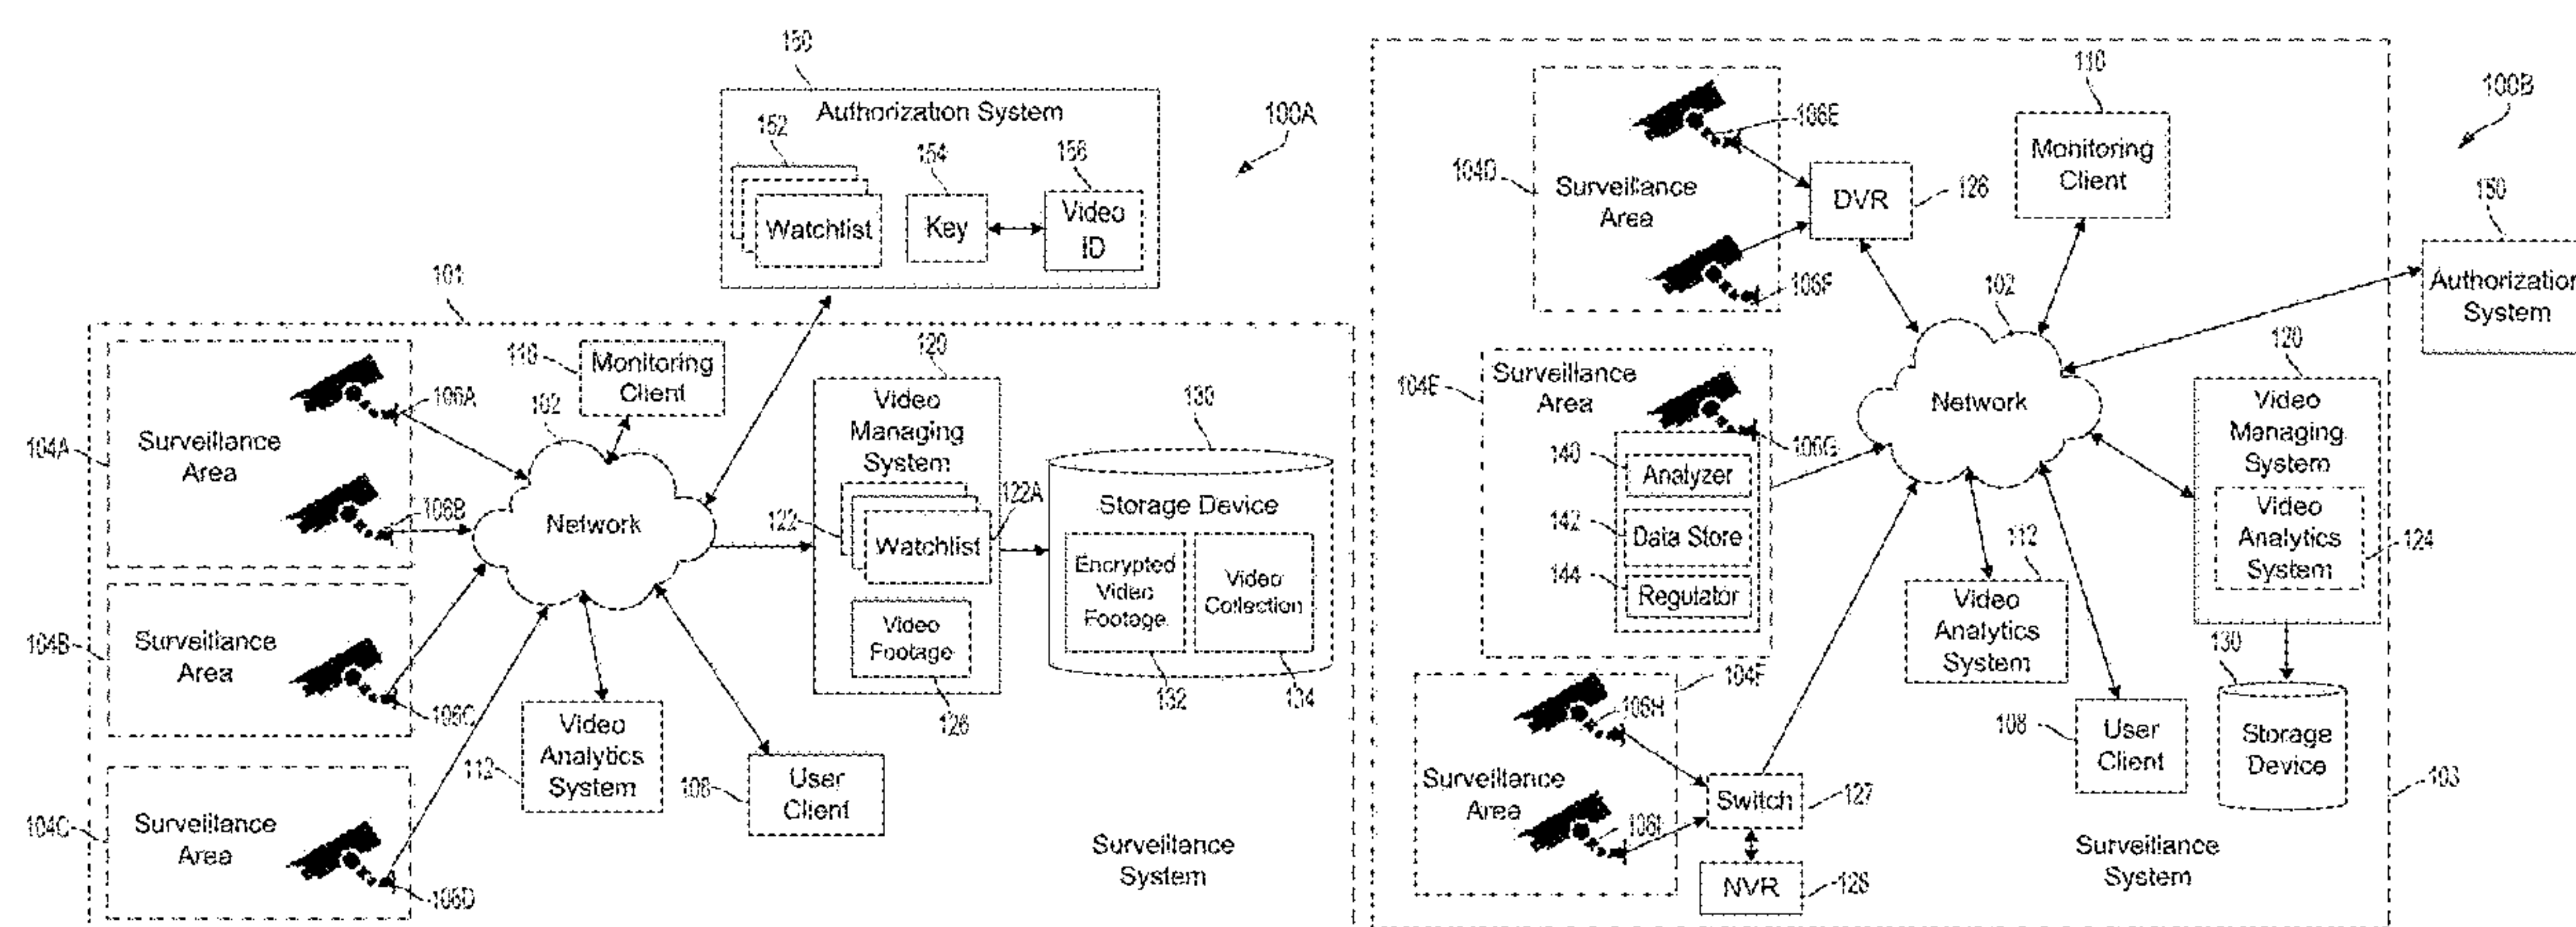 150
Authorization System
152
154
156
Watchlist
Key
Video
ID
100A
101
104A
Surveillance
Area
106A
106B
104B
Surveillance
Area
106C
104C
Surveillance
Area
106D
102
Network
110
Monitoring
Client
112
Video
Analytics
System
108
User
Client
120
Video
Managing
System
122
122A
Watchlist
Video
Footage
126
130
Storage Device
Encrypted
Video
Footage
Video
Collection
132
134
Surveillance
System
100B
104D
Surveillance
Area
106E
106F
DVR
126
110
Monitoring
Client
150
Authorization
System
104E
Surveillance
Area
106G
140
Analyzer
142
Data Store
144
Regulator
102
Network
120
Video
Managing
System
Video
Analytics
System
124
112
Video
Analytics
System
130
Storage
Device
108
User
Client
104F
Surveillance
Area
106H
106I
Switch
127
NVR
128
Surveillance
System
103